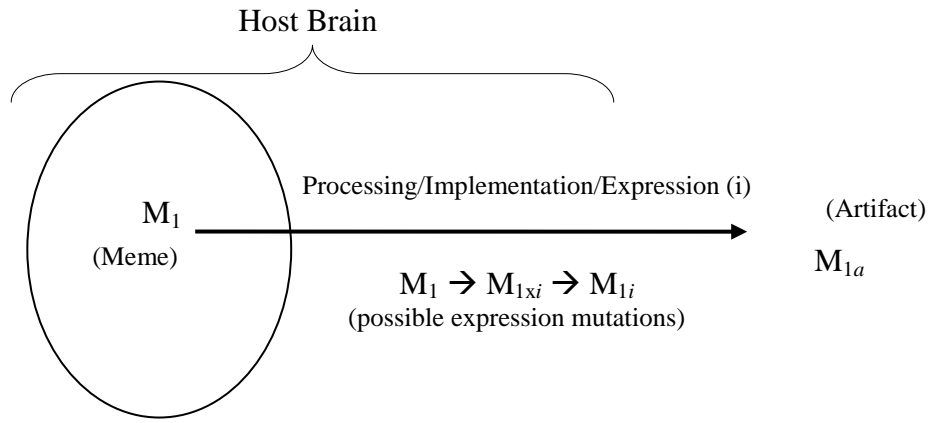 Host Brain
Processing/Implementation/Expression (i)
(Artifact)
M₁
(Meme)
M₁ₐ
M₁ → M₁ₓᵢ → M₁ᵢ
(possible expression mutations)